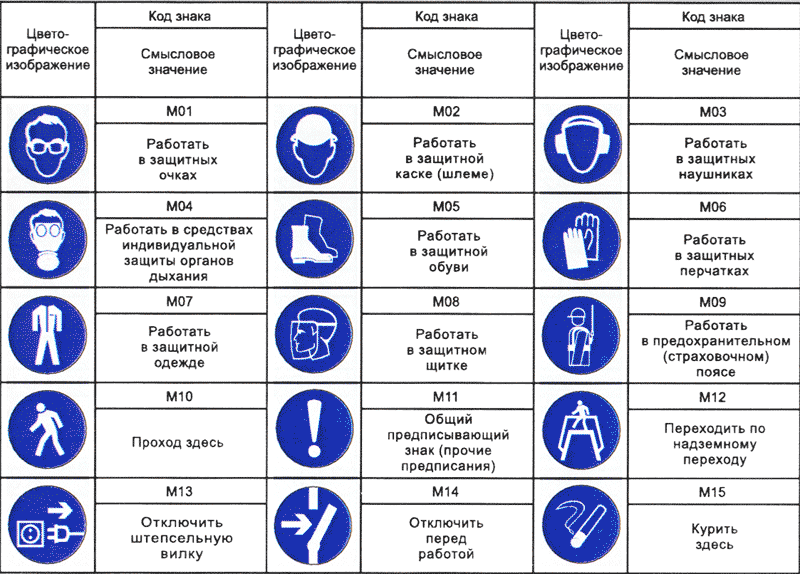 Цвето-
графическое
изображение
Код знака
Смысловое
значение
Цвето-
графическое
изображение
Код знака
Смысловое
значение
Цвето-
графическое
изображение
Код знака
Смысловое
значение
М01
Работать
в защитных
очках
М02
Работать
в защитной
каске (шлеме)
М03
Работать
в защитных
наушниках
М04
Работать в средствах
индивидуальной
защиты органов
дыхания
М05
Работать
в защитной
обуви
М06
Работать
в защитных
перчатках
М07
Работать
в защитной
одежде
М08
Работать
в защитном
щитке
М09
Работать
в предохранительном
(страховочном)
поясе
М10
Проход здесь
М11
Общий
предписывающий
знак (прочие
предписания)
М12
Переходить по
надземному
переходу
М13
Отключить
штепсельную
вилку
М14
Отключить
перед
работой
М15
Курить
здесь